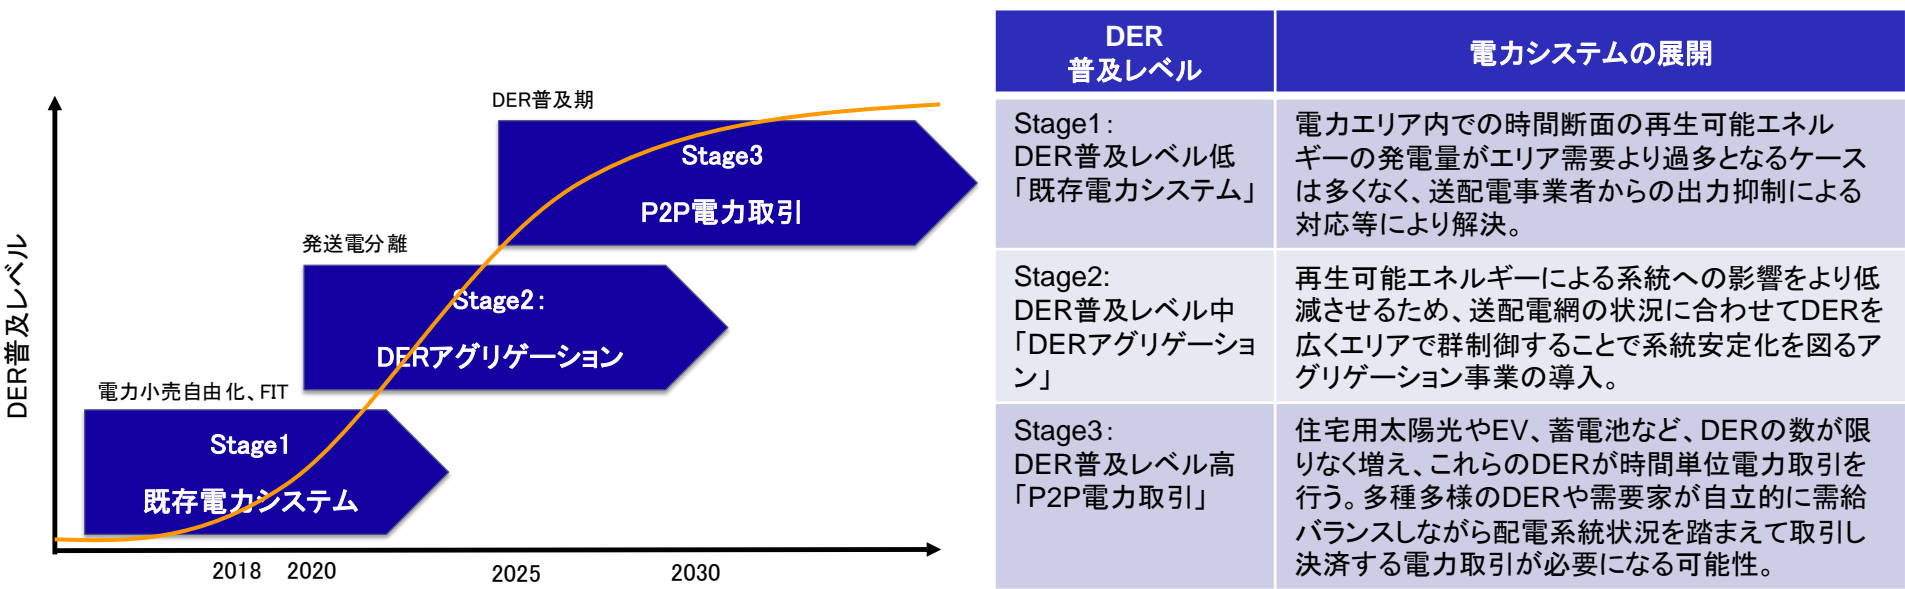 DER普及期
Stage3
P2P電力取引
発送電分離
Stage2：
DERアグリゲーション
電力小売自由化、FIT
Stage1
既存電力システム
DER普及レベル
2018
2020
2025
2030
DER
普及レベル
電力システムの展開
Stage1：
DER普及レベル低
「既存電力システム」
電力エリア内での時間断面の再生可能エネル
ギーの発電量がエリア需要より過多となるケース
は多くなく、送配電事業者からの出力抑制による
対応等により解決。
Stage2:
DER普及レベル中
「DERアグリゲーショ
ン」
再生可能エネルギーによる系統への影響をより低
減させるため、送配電網の状況に合わせてDERを
広くエリアで群制御することで系統安定化を図るア
グリゲーション事業の導入。
Stage3：
DER普及レベル高
「P2P電力取引」
住宅用太陽光やEV、蓄電池など、DERの数が限
りなく増え、これらのDERが時間単位電力取引を
行う。多種多様のDERや需要家が自立的に需給
バランスしながら配電系統状況を踏まえて取引し
決済する電力取引が必要になる可能性。